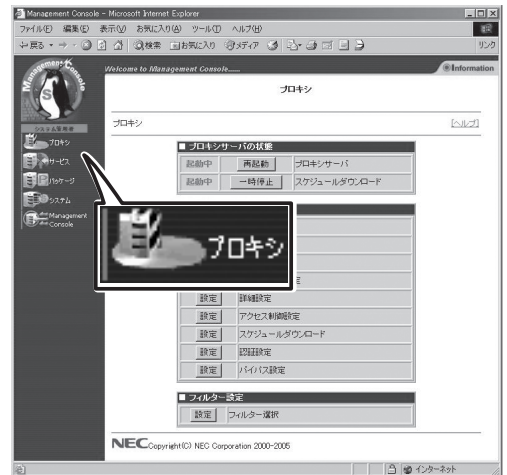 Management Console - Microsoft Internet Explorer
ファイル(F) 編集(E) 表示(V) お気に入り(A) ツール(T) ヘルプ(H)
戻る 検索 お気に入り メディア リンク
Management Co
Welcome to Management Console......
Information
プロキシ
システム管理者
プロキシ
サービス
パッケージ
システム
Management Console
プロキシ [ヘルプ]
■ プロキシサーバの状態
起動中 再起動 プロキシサーバ
起動中 一時停止 スケジュールダウンロード
プロキシ
定
設定 詳細設定
設定 アクセス制御設定
設定 スケジュールダウンロード
設定 認証設定
設定 バイパス設定
■ フィルター設定
設定 フィルター選択
NEC Copyright(C) NEC Corporation 2000-2005
インターネット